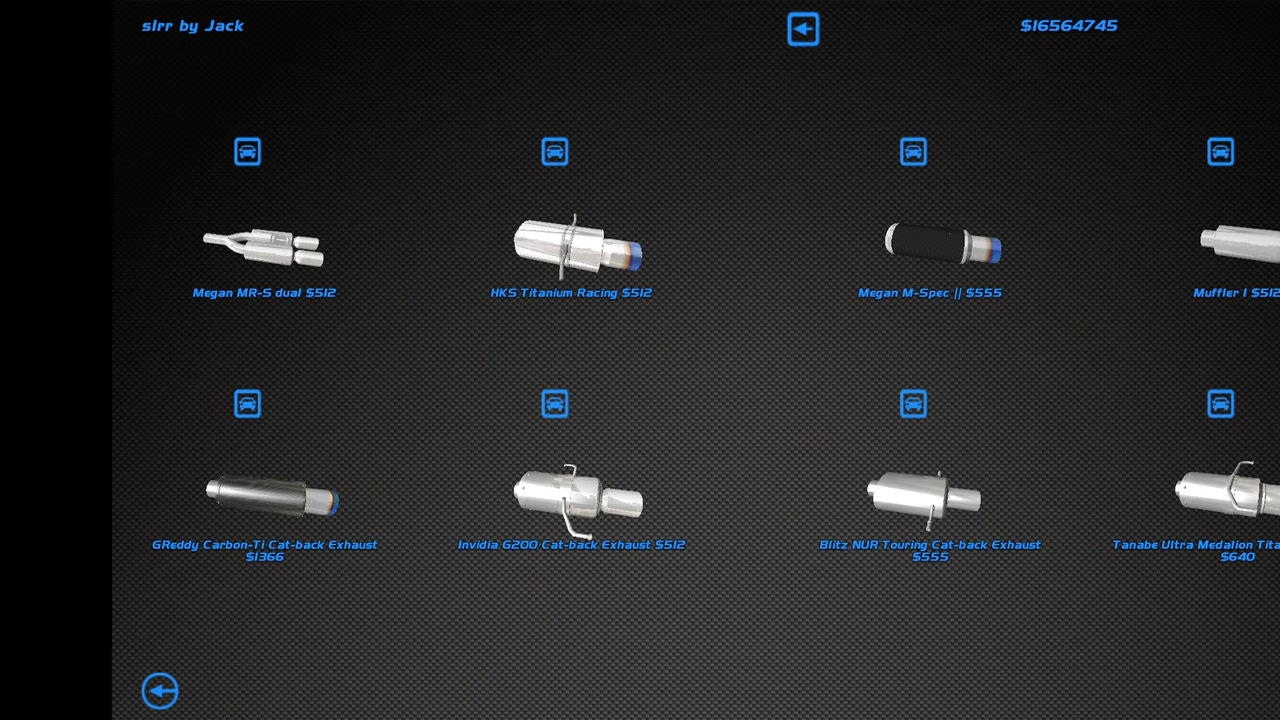 slrr by Jack
$16564745
Megan MR-S dual $512
HKS Titanium Racing $512
Megan M-Spec || $555
Muffler 1 $512
GReddy Carbon-Ti Cat-back Exhaust
$1366
Invidia G200 Cat-back Exhaust $512
Blitz NUR Touring Cat-back Exhaust
$555
Tanabe Ultra Medalion
$640